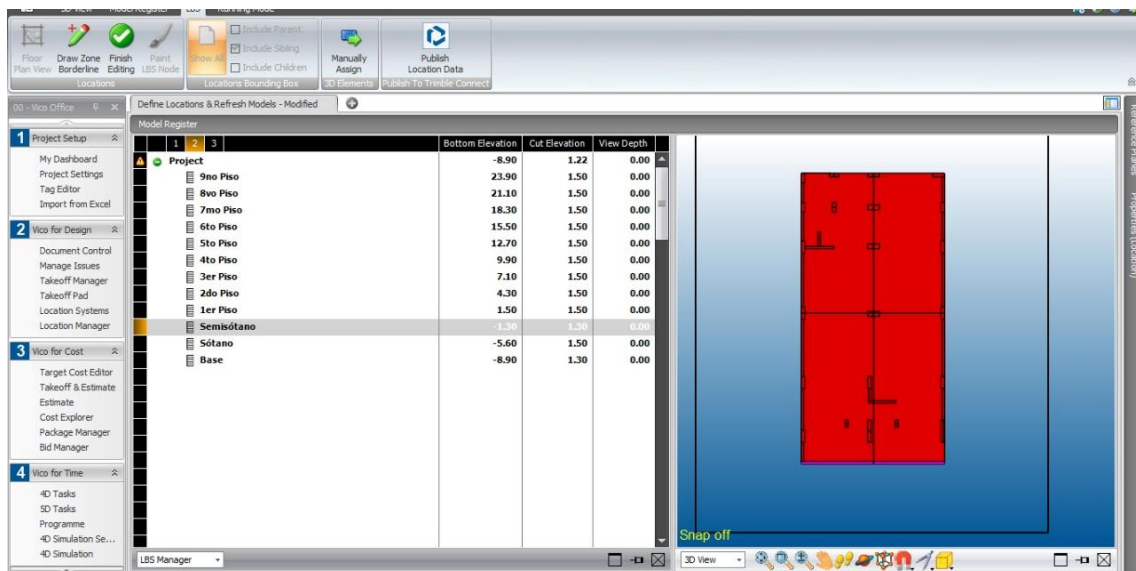 3D View Model Register LBS Running Mode
Floor Plan View
Draw Zone Borderline
Finish Editing
Paint LBS Node
Locations
Show All
Include Parent
Include Sibling
Include Children
Locations Bounding Box
Manually Assign
3D Elements
Publish Location Data
Publish To Trimble Connect
00 - Vico Office
Define Locations & Refresh Models - Modified
Model Register
1 Project Setup
My Dashboard
Project Settings
Tag Editor
Import from Excel
2 Vico for Design
Document Control
Manage Issues
Takeoff Manager
Takeoff Pad
Location Systems
Location Manager
3 Vico for Cost
Target Cost Editor
Takeoff & Estimate
Estimate
Cost Explorer
Package Manager
Bid Manager
4 Vico for Time
4D Tasks
5D Tasks
Programme
4D Simulation Se...
4D Simulation
1 2 3 Bottom Elevation Cut Elevation View Depth
Project -8.90 1.22 0.00
9no Piso 23.90 1.50 0.00
8vo Piso 21.10 1.50 0.00
7mo Piso 18.30 1.50 0.00
6to Piso 15.50 1.50 0.00
5to Piso 12.70 1.50 0.00
4to Piso 9.90 1.50 0.00
3er Piso 7.10 1.50 0.00
2do Piso 4.30 1.50 0.00
1er Piso 1.50 1.50 0.00
Semisótano -1.30 1.30 0.00
Sótano -5.60 1.50 0.00
Base -8.90 1.30 0.00
LBS Manager
Snap off
3D View
Reference Planes
Properties (Location)